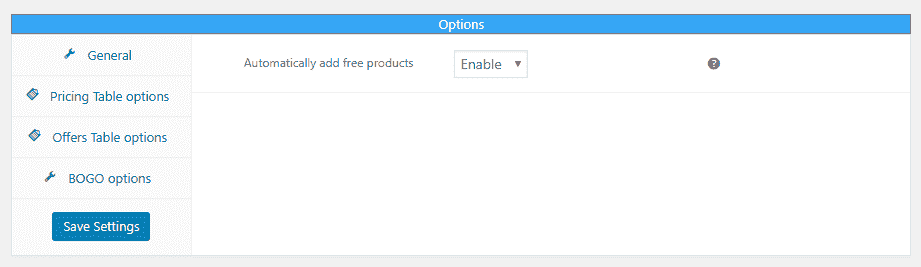 Options
General
Automatically add free products
Enable
?
Pricing Table options
Offers Table options
BOGO options
Save Settings